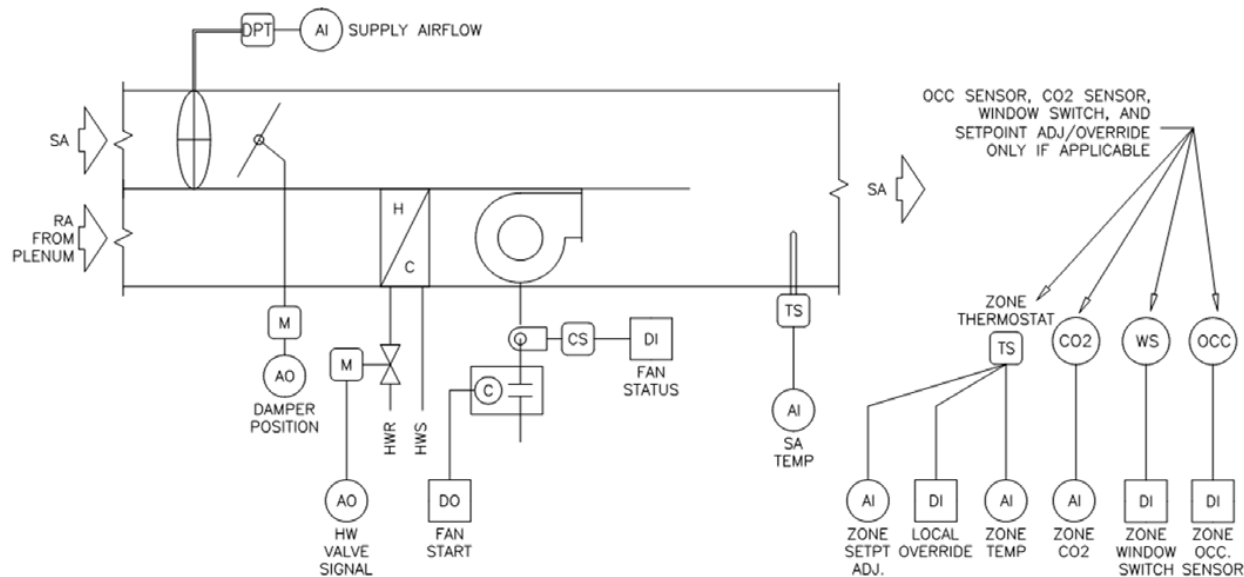 DPT
AI
SUPPLY AIRFLOW
SA
RA
FROM
PLENUM
H
C
SA
OCC SENSOR, CO2 SENSOR,
WINDOW SWITCH, AND
SETPOINT ADJ/OVERRIDE
ONLY IF APPLICABLE
M
AO
DAMPER
POSITION
M
AO
HW
VALVE
SIGNAL
HWR
HWS
C
DO
FAN
START
CS
DI
FAN
STATUS
TS
AI
SA
TEMP
ZONE
THERMOSTAT
TS
CO2
WS
OCC
AI
ZONE
SETPT
ADJ.
DI
LOCAL
OVERRIDE
AI
ZONE
TEMP
AI
ZONE
CO2
DI
ZONE
WINDOW
SWITCH
DI
ZONE
OCC.
SENSOR